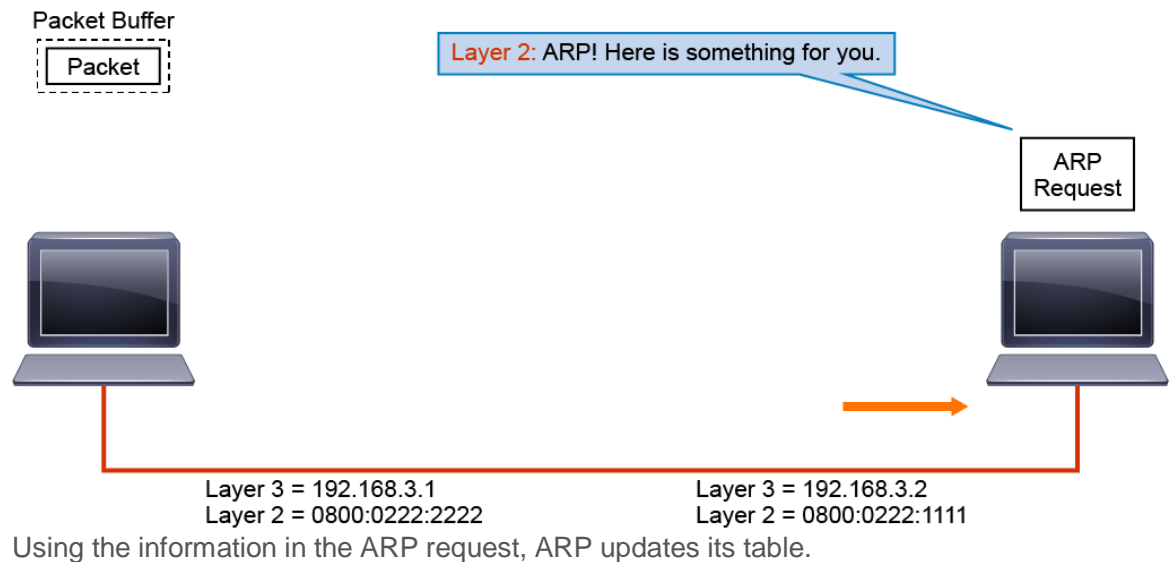 Packet Buffer
Packet
Layer 2: ARP! Here is something for you.
ARP
Request
Layer 3 = 192.168.3.1
Layer 2 = 0800:0222:2222
Layer 3 = 192.168.3.2
Layer 2 = 0800:0222:1111
Using the information in the ARP request, ARP updates its table.